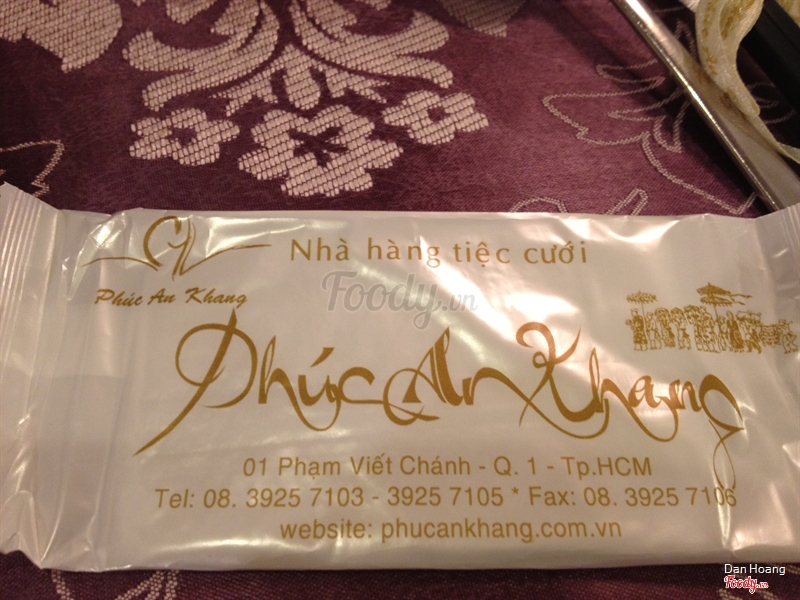 Nhà hàng tiệc cưới
Phúc An Khang
Foody.vn
Phúc An Khang
01 Phạm Viết Chánh - Q. 1 - Tp.HCM
Tel: 08. 3925 7103 - 3925 7105 * Fax: 08. 3925 7106
website: phucankhang.com.vn
Dan Hoang
Foody.vn